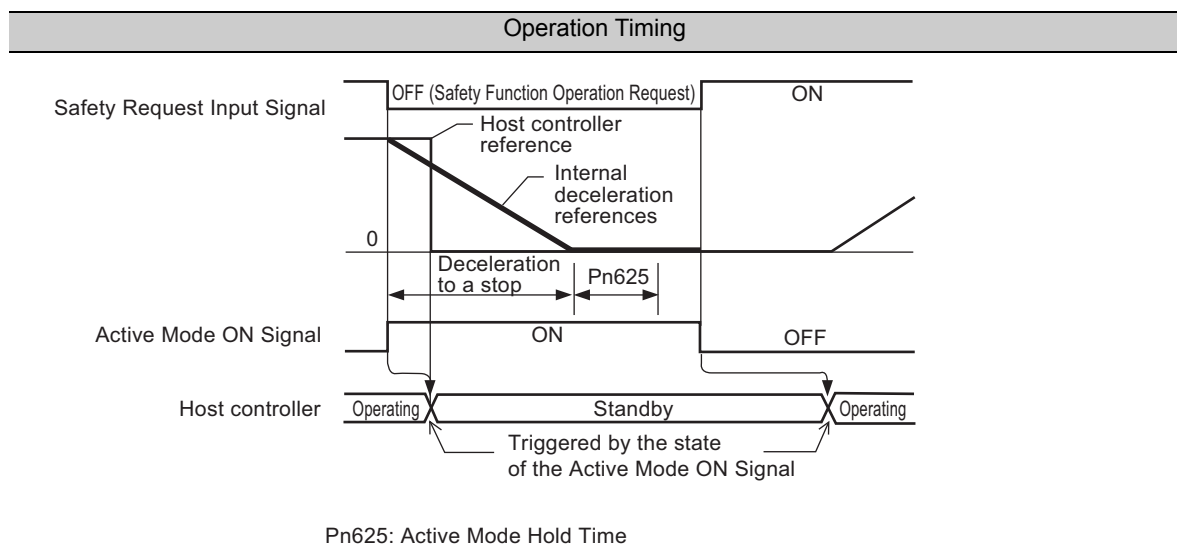 Operation Timing
Safety Request Input Signal
OFF (Safety Function Operation Request)
ON
Host controller
reference
Internal
deceleration
references
0
Deceleration
to a stop
Pn625
Active Mode ON Signal
ON
OFF
Host controller
Operating
Standby
Operating
Triggered by the state
of the Active Mode ON Signal
Pn625: Active Mode Hold Time